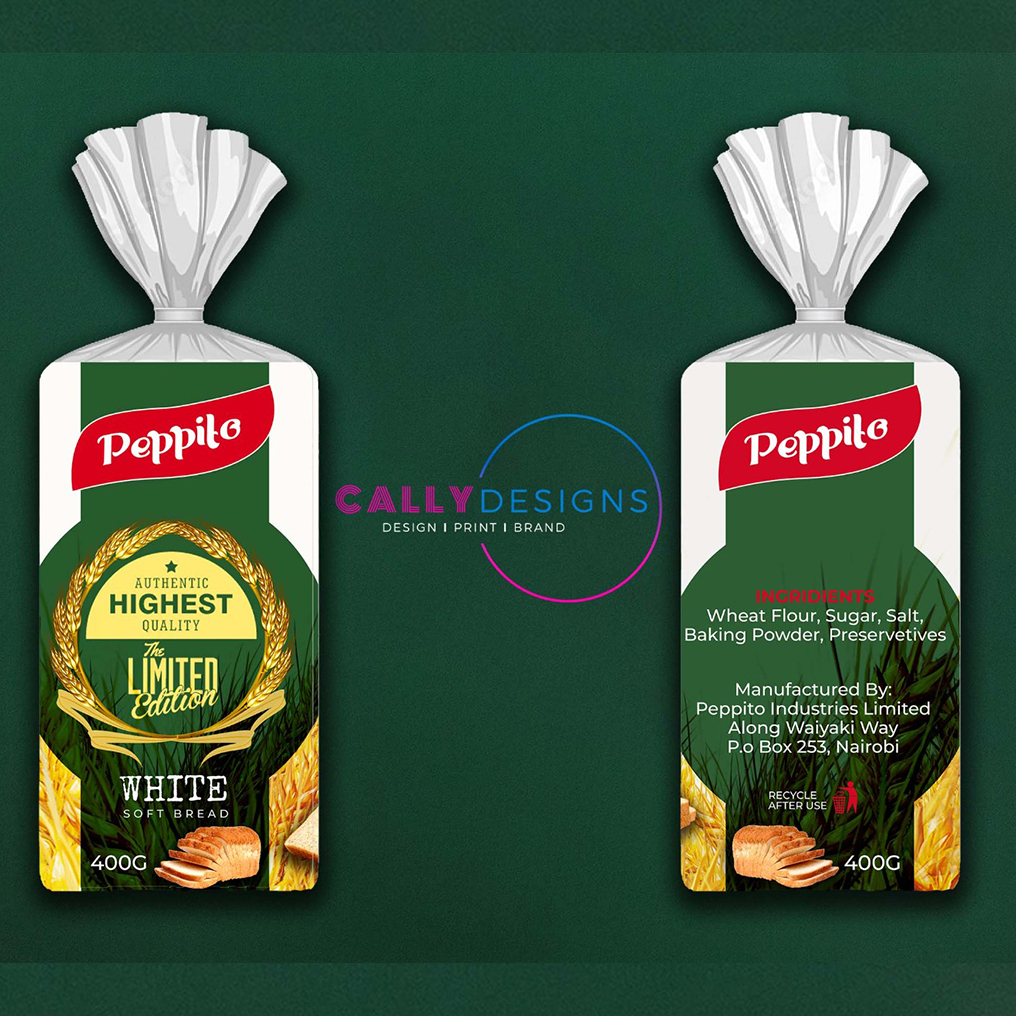 Peppito
AUTHENTIC
HIGHEST
QUALITY
The
LIMITED
Edition
WHITE
SOFT BREAD
400G
CALLYDESIGNS
DESIGN I PRINT I BRAND
Peppito
INGRIDIENTS
Wheat Flour, Sugar, Salt,
Baking Powder, Preservetives
Manufactured By:
Peppito Industries Limited
Along Waiyaki Way
P.o Box 253, Nairobi
RECYCLE
AFTER USE
400G